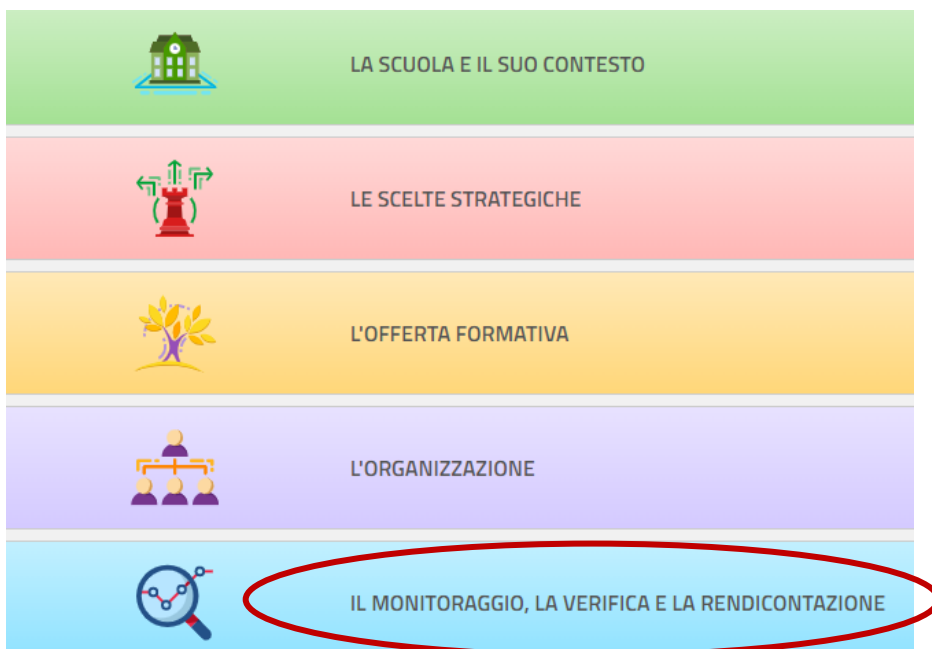 LA SCUOLA E IL SUO CONTESTO
LE SCELTE STRATEGICHE
L'OFFERTA FORMATIVA
L'ORGANIZZAZIONE
IL MONITORAGGIO, LA VERIFICA E LA RENDICONTAZIONE